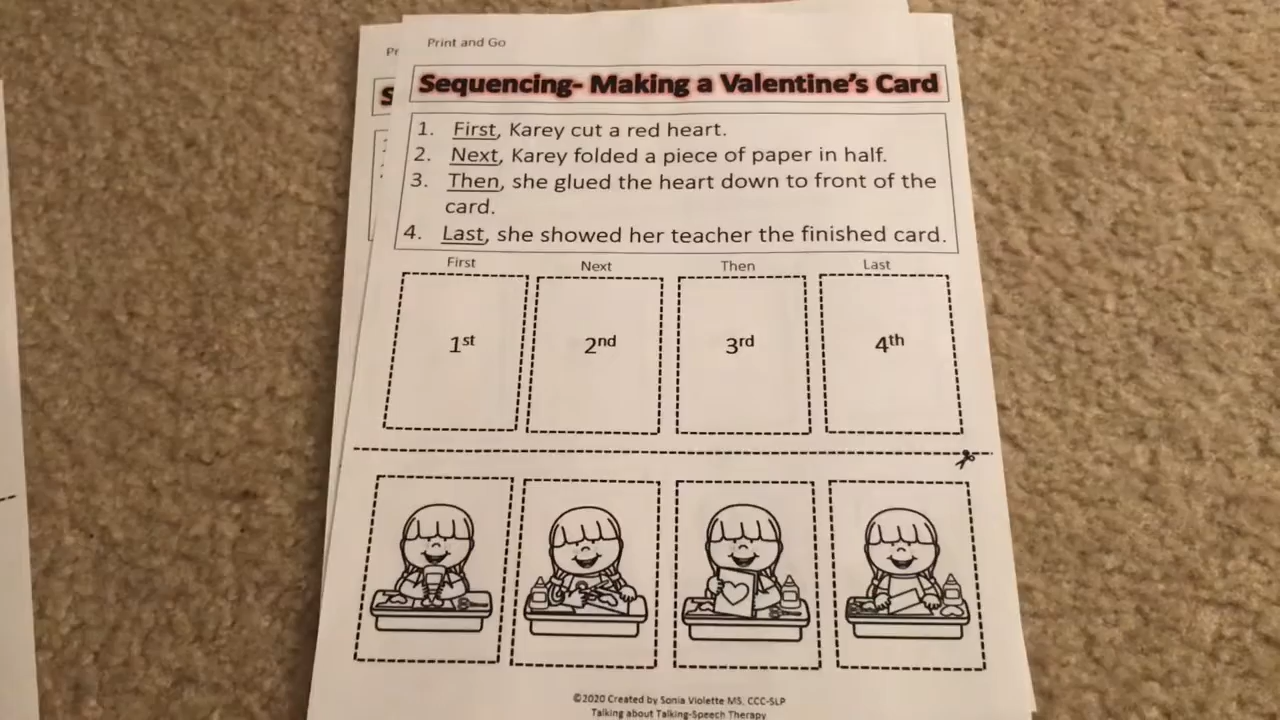 Pr
Print and Go
S
Sequencing- Making a Valentine's Card
1. First, Karey cut a red heart.
2. Next, Karey folded a piece of paper in half.
3. Then, she glued the heart down to front of the
card.
4. Last, she showed her teacher the finished card.
First Next Then Last
1st 2nd 3rd 4th
©2020 Created by Sonia Violette MS, CCC-SLP
Talking about Talking-Speech Therapy